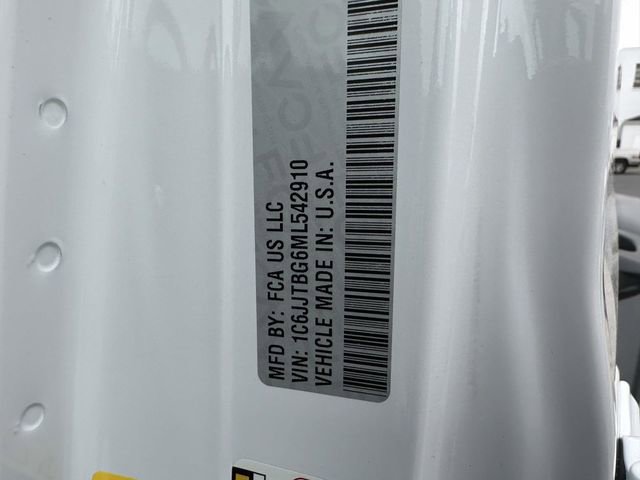 MFD BY: FCA US LLC
VIN: 1C6JJTBG6ML542910
VEHICLE MADE IN: U.S.A.